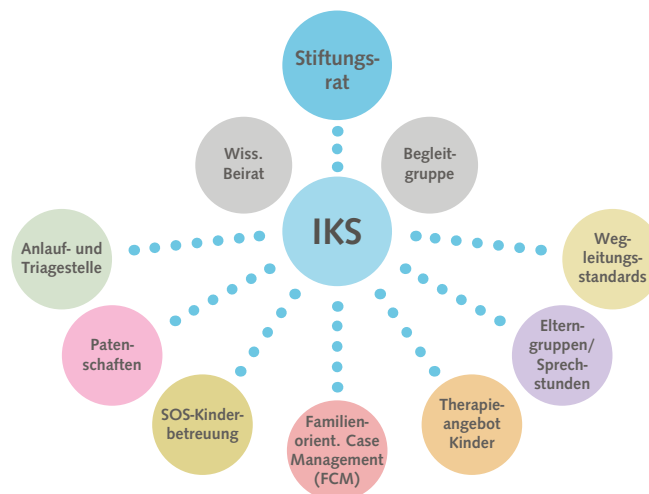 Stiftungs-
rat
Wiss.
Beirat
Begleit-
gruppe
IKS
Anlauf- und
Triagestelle
Weg-
leitungs-
standards
Paten-
schaften
Eltern-
gruppen/
Sprech-
stunden
SOS-Kinder-
betreuung
Familien-
orient. Case
Management
(FCM)
Therapie-
angebot
Kinder